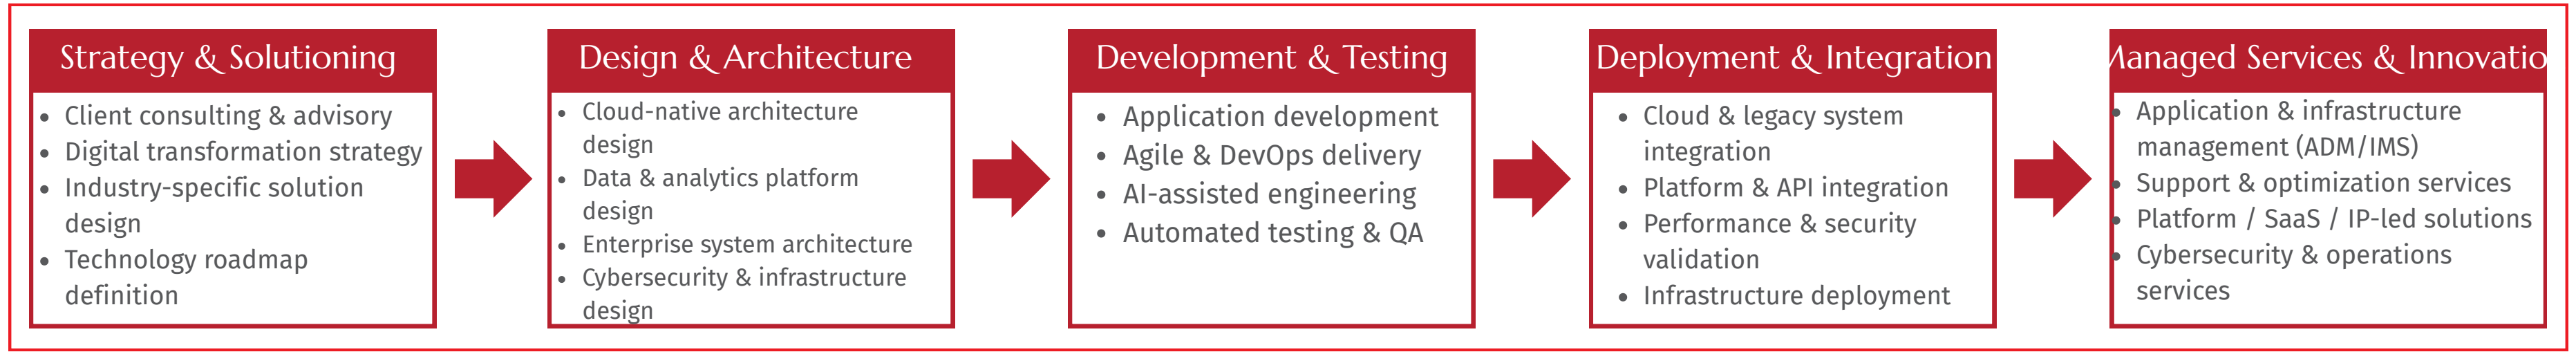 Strategy & Solutioning
• Client consulting & advisory
• Digital transformation strategy
• Industry-specific solution
design
• Technology roadmap
definition
Design & Architecture
• Cloud-native architecture
design
• Data & analytics platform
design
• Enterprise system architecture
• Cybersecurity & infrastructure
design
Development & Testing
• Application development
• Agile & DevOps delivery
• AI-assisted engineering
• Automated testing & QA
Deployment & Integration
• Cloud & legacy system
integration
• Platform & API integration
• Performance & security
validation
• Infrastructure deployment
Managed Services & Innovatio
• Application & infrastructure
management (ADM/IMS)
• Support & optimization services
• Platform / SaaS / IP-led solutions
• Cybersecurity & operations
services